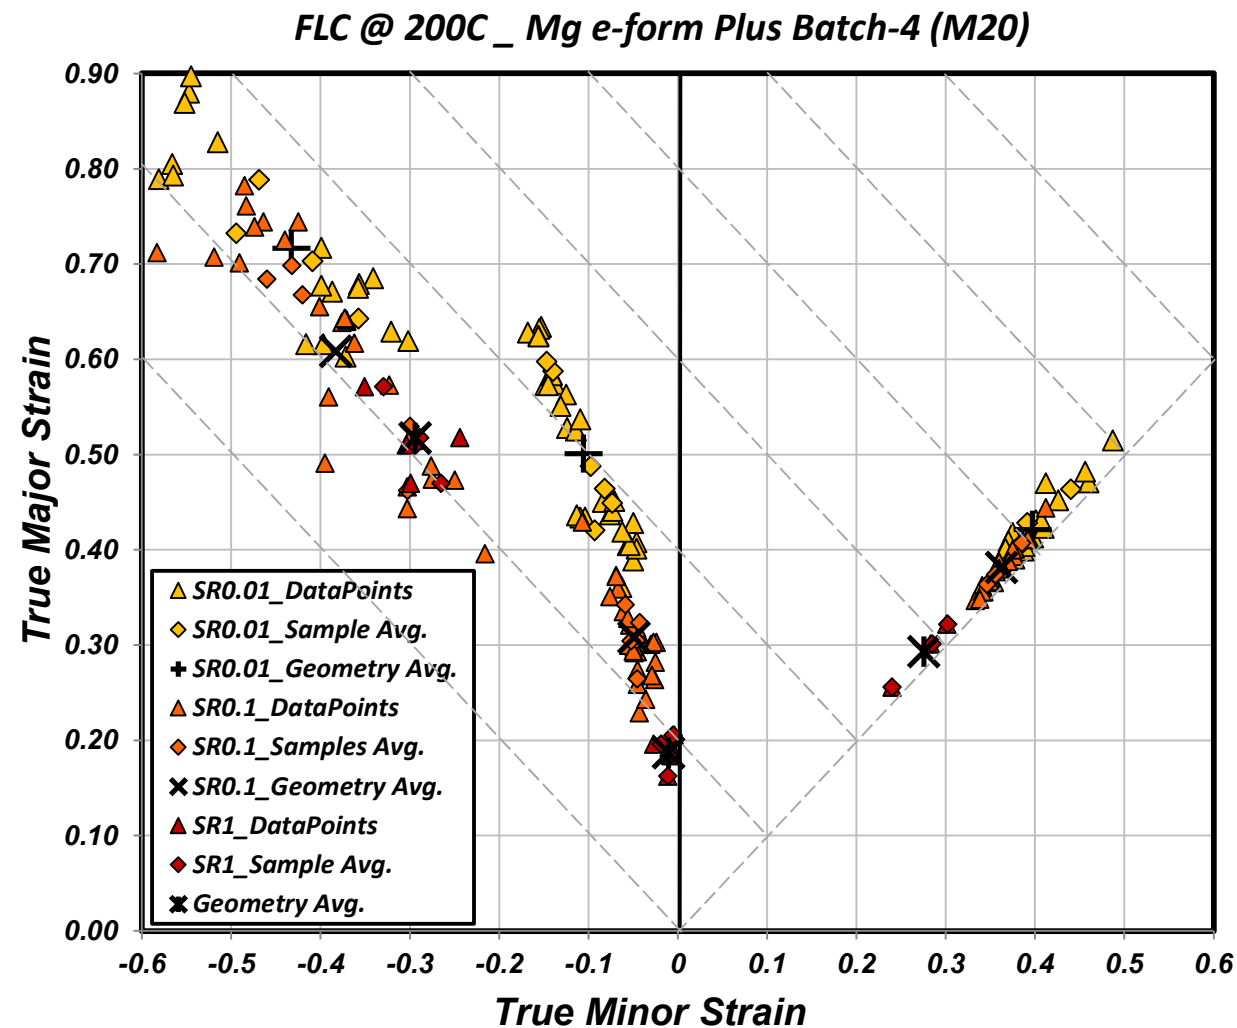 FLC @ 200C _ Mg e-form Plus Batch-4 (M20)
0.90
0.80
0.70
0.60
0.50
0.40
0.30
0.20
0.10
0.00
True Major Strain
SR0.01_DataPoints
SR0.01_Sample Avg.
SR0.01_Geometry Avg.
SR0.1_DataPoints
SR0.1_Samples Avg.
SR0.1_Geometry Avg.
SR1_DataPoints
SR1_Sample Avg.
Geometry Avg.
-0.6 -0.5 -0.4 -0.3 -0.2 -0.1 0 0.1 0.2 0.3 0.4 0.5 0.6
True Minor Strain